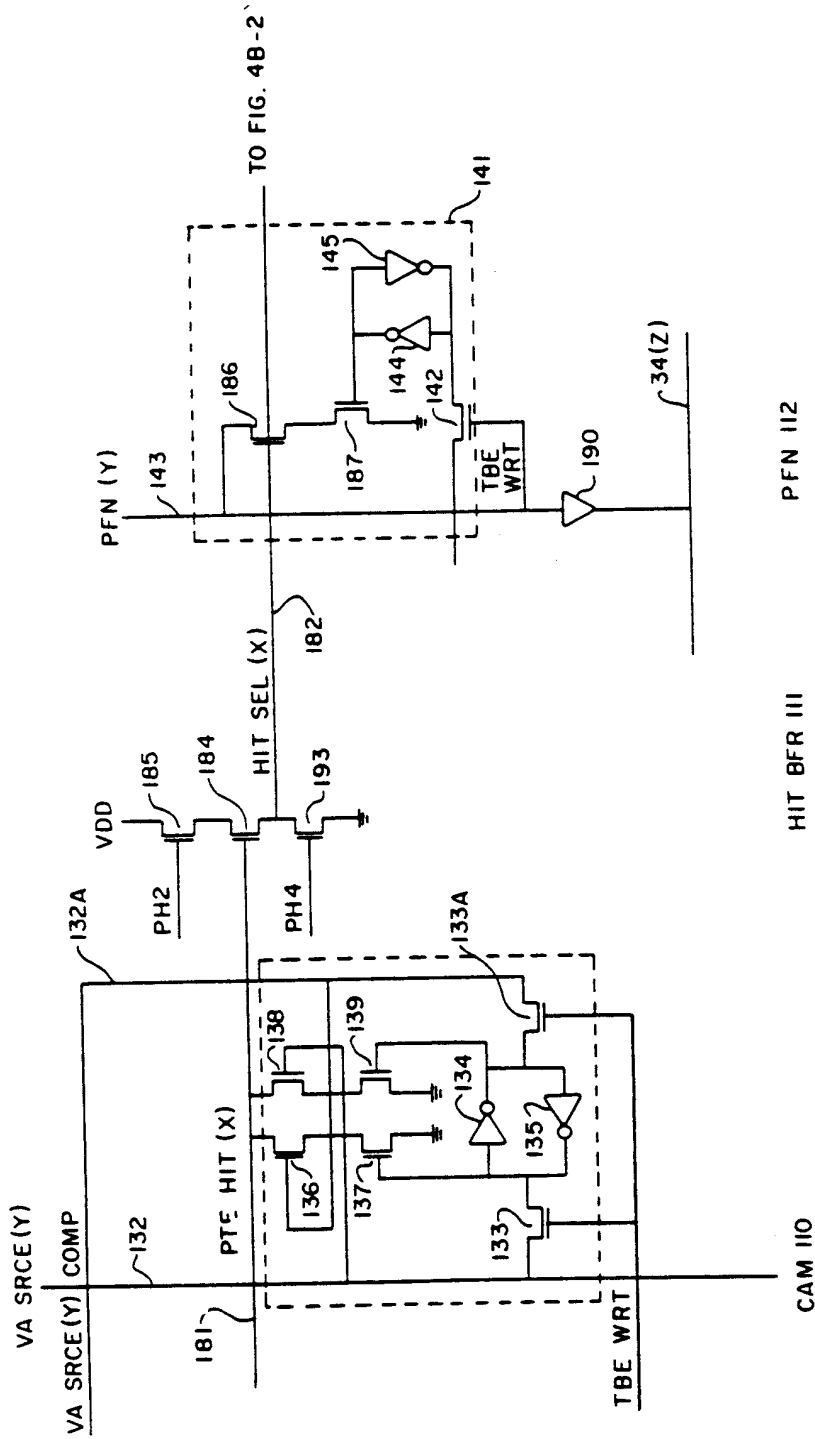 VA SRCE(Y)
VA SRCE(Y) COMP
132
132A
181
PTE HIT (X)
136
138
137
139
134
135
133
133A
TBE WRT
CAM 110
VDD
PH2
185
184
PH4
193
HIT SEL (X)
182
HIT BFR 111
PFN (Y)
143
186
187
144
145
142
141
TBE
WRT
190
34(Z)
PFN 112
TO FIG. 4B-2